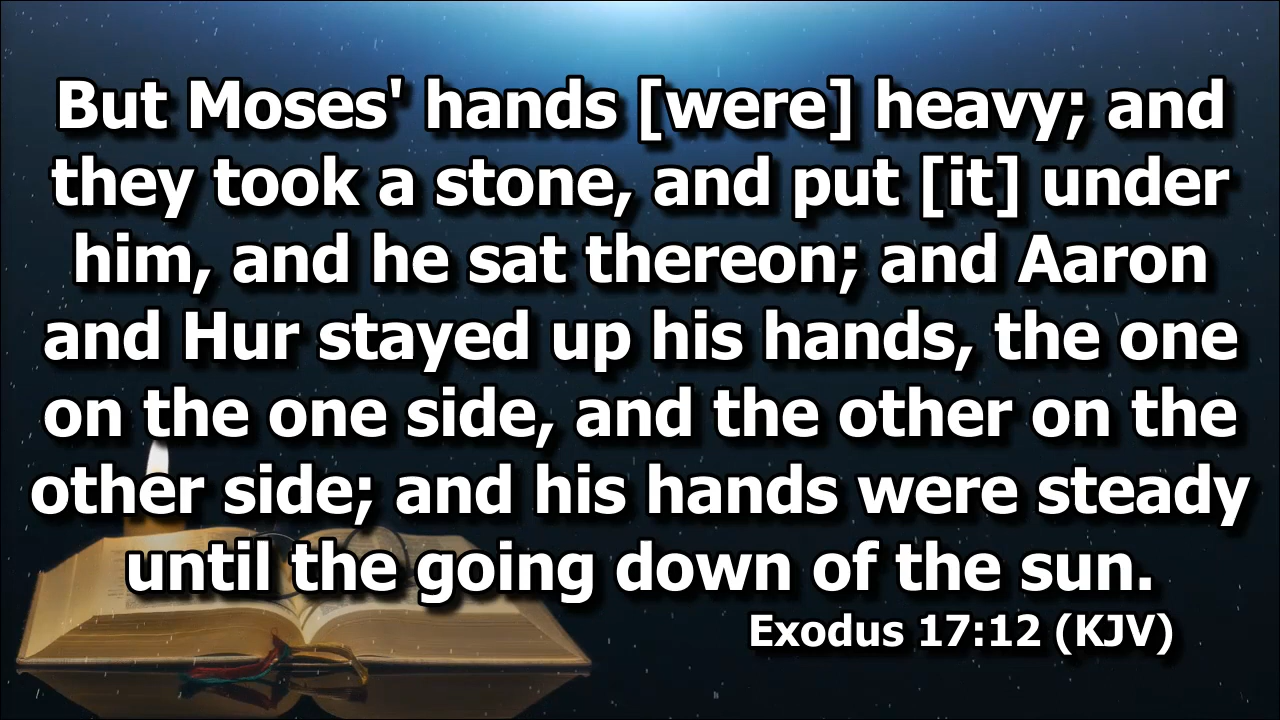 But Moses' hands [were] heavy; and
they took a stone, and put [it] under
him, and he sat thereon; and Aaron
and Hur stayed up his hands, the one
on the one side, and the other on the
other side; and his hands were steady
until the going down of the sun.
Exodus 17:12 (KJV)